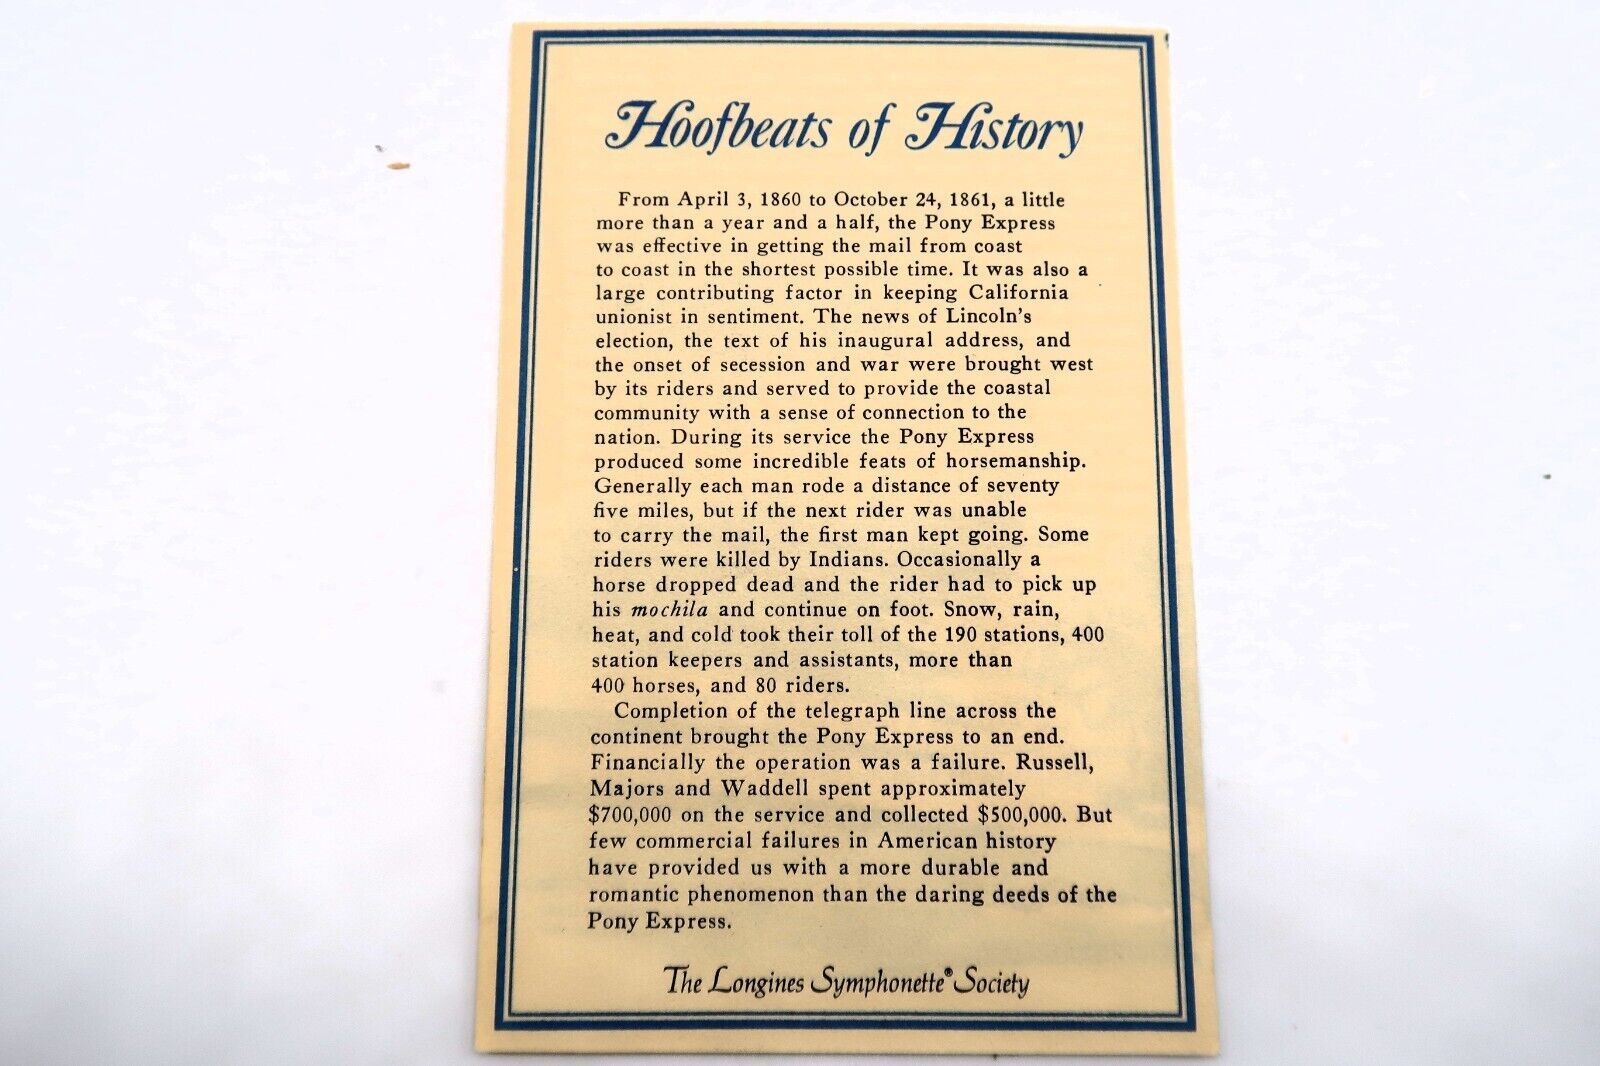 Hoofbeats of History
From April 3, 1860 to October 24, 1861, a little
more than a year and a half, the Pony Express
was effective in getting the mail from coast
to coast in the shortest possible time. It was also a
large contributing factor in keeping California
unionist in sentiment. The news of Lincoln's
election, the text of his inaugural address, and
the onset of secession and war were brought west
by its riders and served to provide the coastal
community with a sense of connection to the
nation. During its service the Pony Express
produced some incredible feats of horsemanship.
Generally each man rode a distance of seventy
five miles, but if the next rider was unable
to carry the mail, the first man kept going. Some
riders were killed by Indians. Occasionally a
horse dropped dead and the rider had to pick up
his mochila and continue on foot. Snow, rain,
heat, and cold took their toll of the 190 stations, 400
station keepers and assistants, more than
400 horses, and 80 riders.
Completion of the telegraph line across the
continent brought the Pony Express to an end.
Financially the operation was a failure. Russell,
Majors and Waddell spent approximately
$700,000 on the service and collected $500,000. But
few commercial failures in American history
have provided us with a more durable and
romantic phenomenon than the daring deeds of the
Pony Express.
The Longines Symphonette® Society